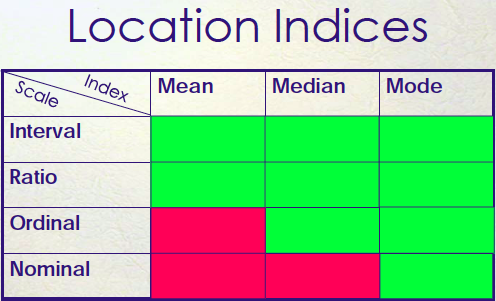 Location Indices
Index
Scale
Mean Median Mode
Interval
Ratio
Ordinal
Nominal